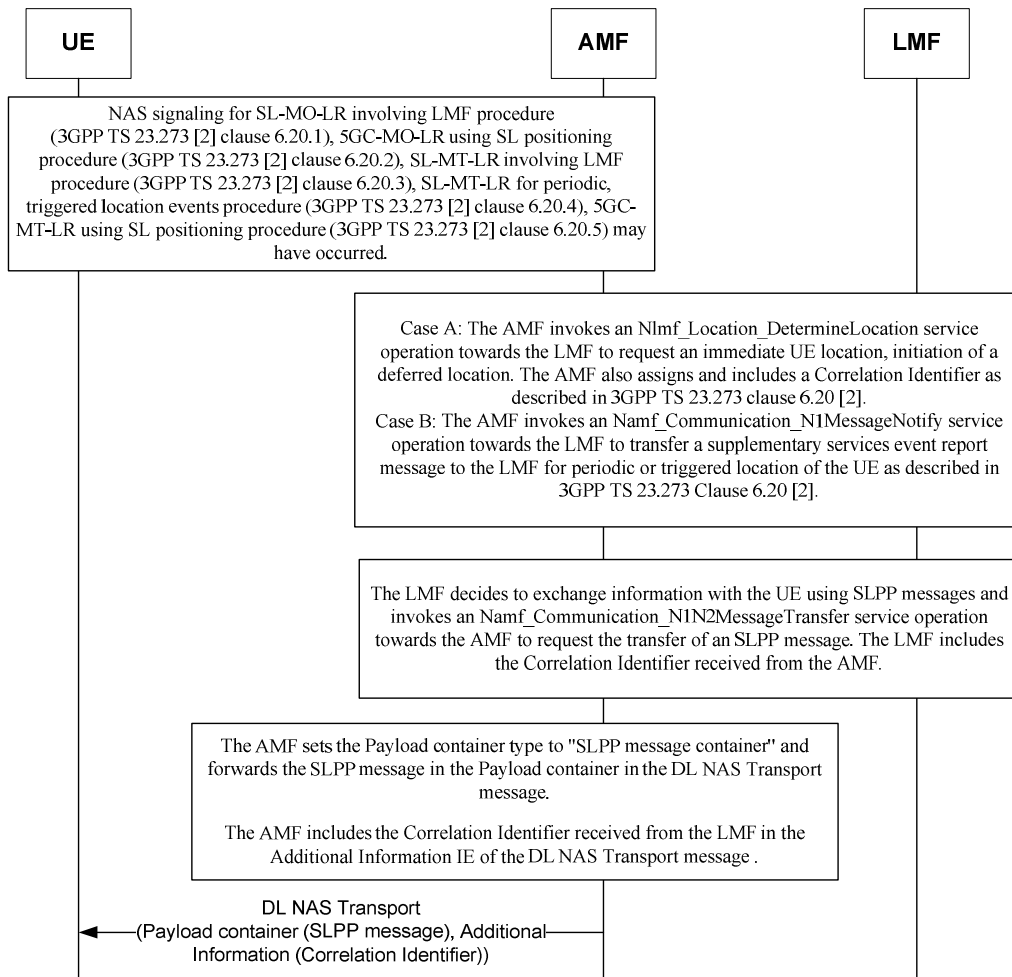 UE
AMF
LMF
NAS signaling for SL-MO-LR involving LMF procedure
(3GPP TS 23.273 [2] clause 6.20.1), 5GC-MO-LR using SL positioning
procedure (3GPP TS 23.273 [2] clause 6.20.2), SL-MT-LR involving LMF
procedure (3GPP TS 23.273 [2] clause 6.20.3), SL-MT-LR for periodic,
triggered location events procedure (3GPP TS 23.273 [2] clause 6.20.4), 5GC-
MT-LR using SL positioning procedure (3GPP TS 23.273 [2] clause 6.20.5) may
have occurred.
Case A: The AMF invokes an Nlmf_Location_DetermineLocation service
operation towards the LMF to request an immediate UE location, initiation of a
deferred location. The AMF also assigns and includes a Correlation Identifier as
described in 3GPP TS 23.273 clause 6.20 [2].
Case B: The AMF invokes an Namf_Communication_N1MessageNotify service
operation towards the LMF to transfer a supplementary services event report
message to the LMF for periodic or triggered location of the UE as described in
3GPP TS 23.273 Clause 6.20 [2].
The LMF decides to exchange information with the UE using SLPP messages and
invokes an Namf_Communication_N1N2MessageTransfer service operation
towards the AMF to request the transfer of an SLPP message. The LMF includes
the Correlation Identifier received from the AMF.
The AMF sets the Payload container type to "SLPP message container" and
forwards the SLPP message in the Payload container in the DL NAS Transport
message.
The AMF includes the Correlation Identifier received from the LMF in the
Additional Information IE of the DL NAS Transport message .
DL NAS Transport
(Payload container (SLPP message), Additional
Information (Correlation Identifier))